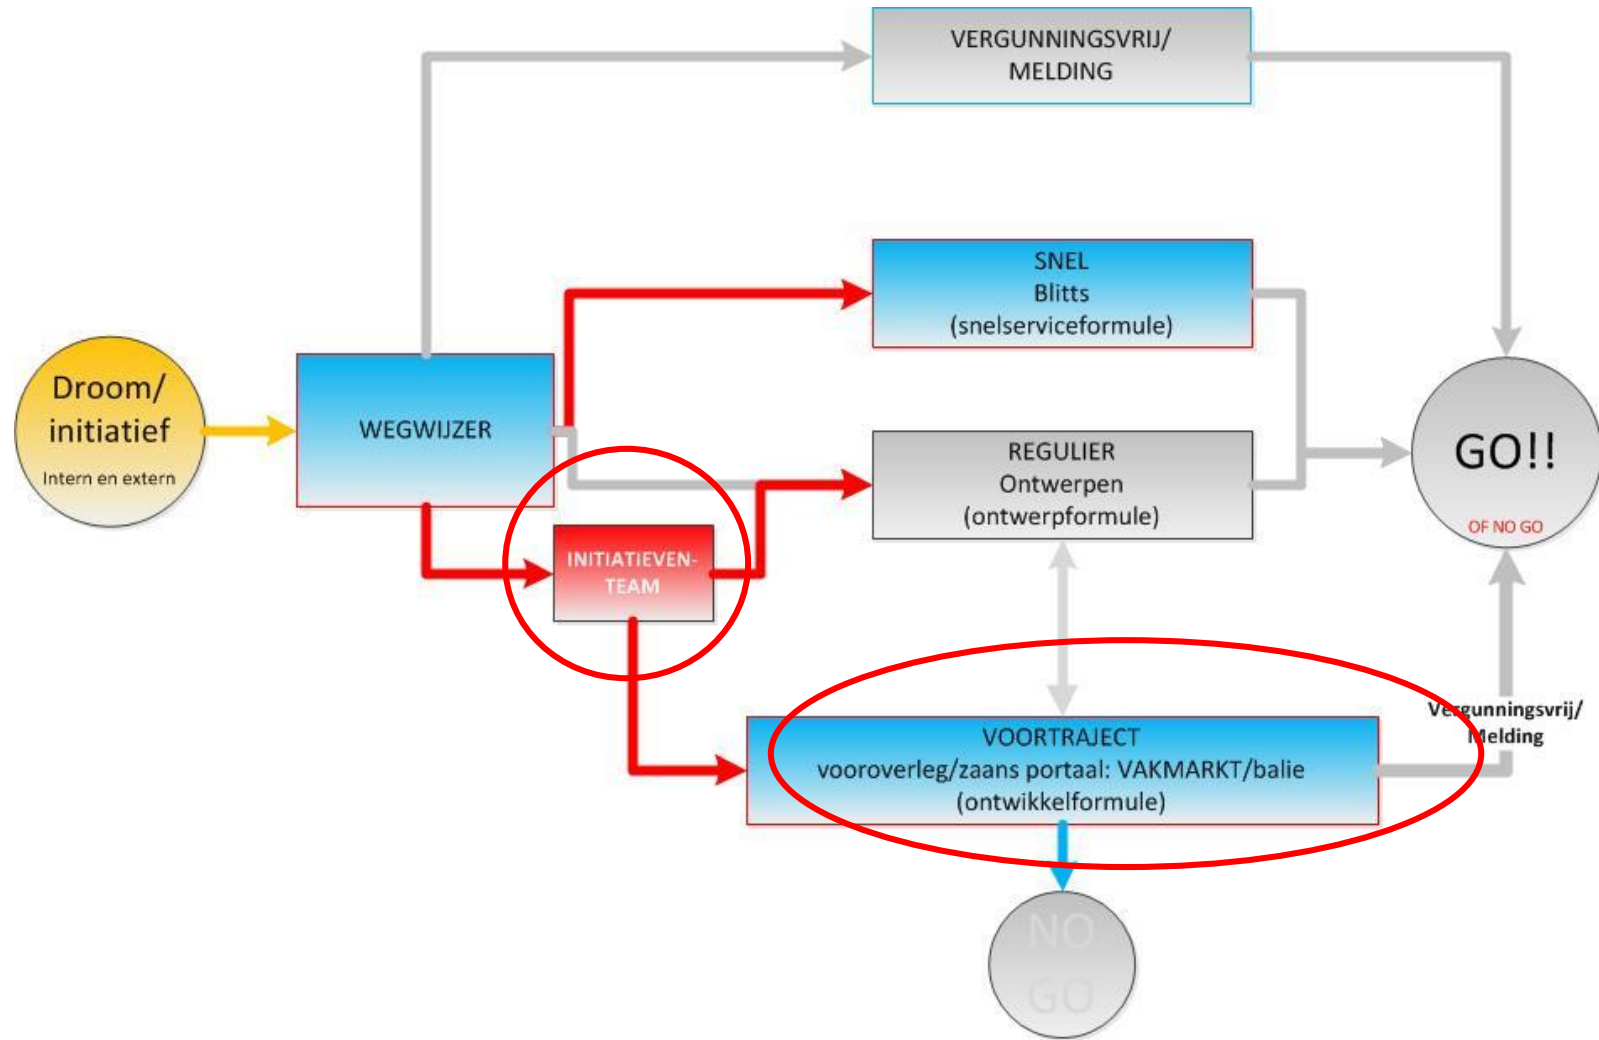 VERGUNNINGSVRIJ/
MELDING
SNEL
Blitts
(snelserviceformule)
Droom/
initiatief
Intern en extern
WEGWIJZER
REGULIER
Ontwerpen
(ontwerpformule)
GO!!
OF NO GO
INITIATIEVEN-
TEAM
Vergunningsvrij/
Melding
VOORTRAJECT
vooroverleg/zaans portaal: VAKMARKT/balie
(ontwikkelformule)
NO
GO